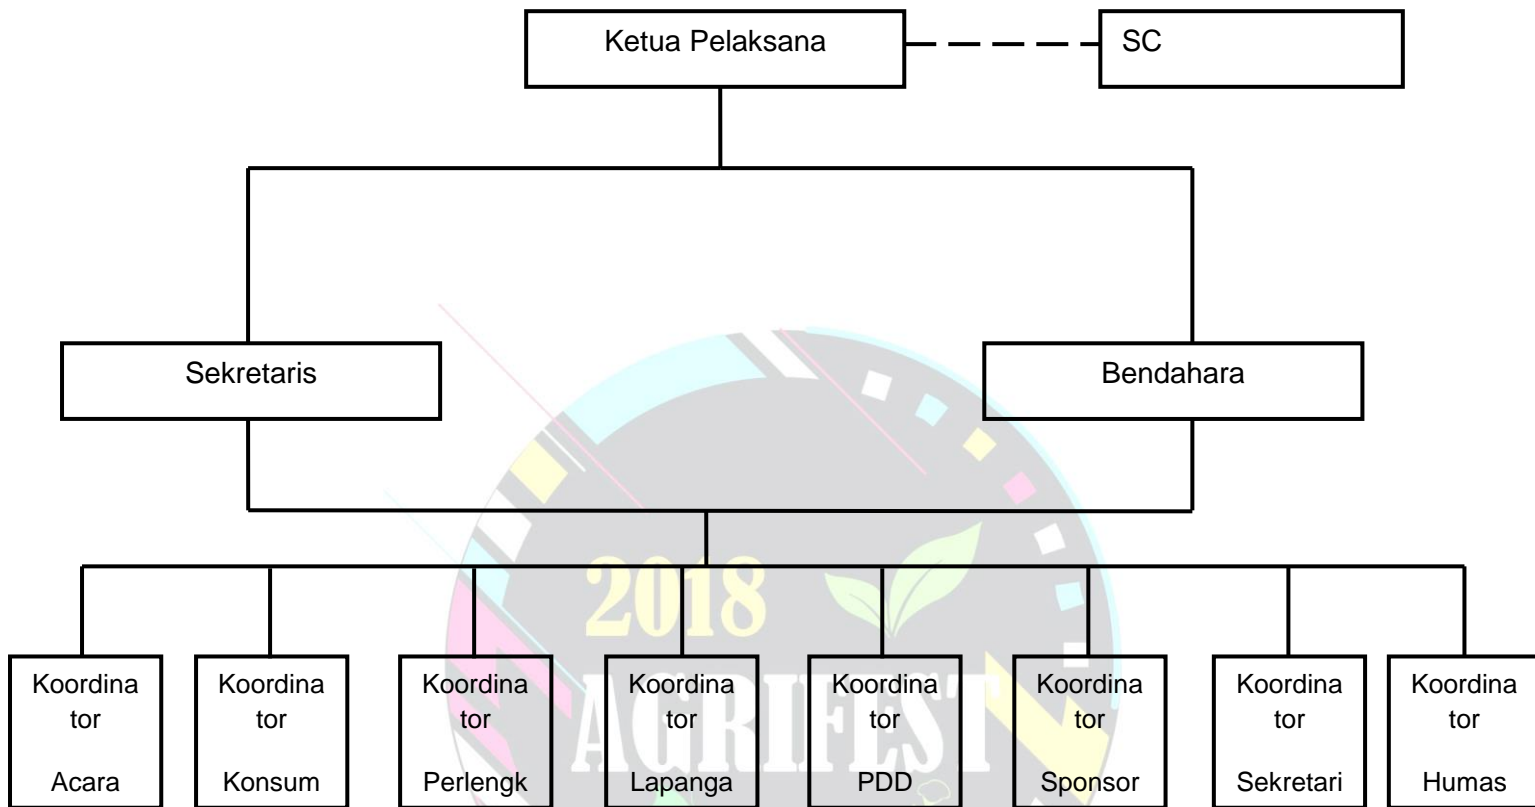 Ketua Pelaksana
SC
Sekretaris
Bendahara
2018
AGRIFEST
Koordina
tor
Acara
Koordina
tor
Konsum
Koordina
tor
Perlengk
Koordina
tor
Lapanga
Koordina
tor
PDD
Koordina
tor
Sponsor
Koordina
tor
Sekretari
Koordina
tor
Humas